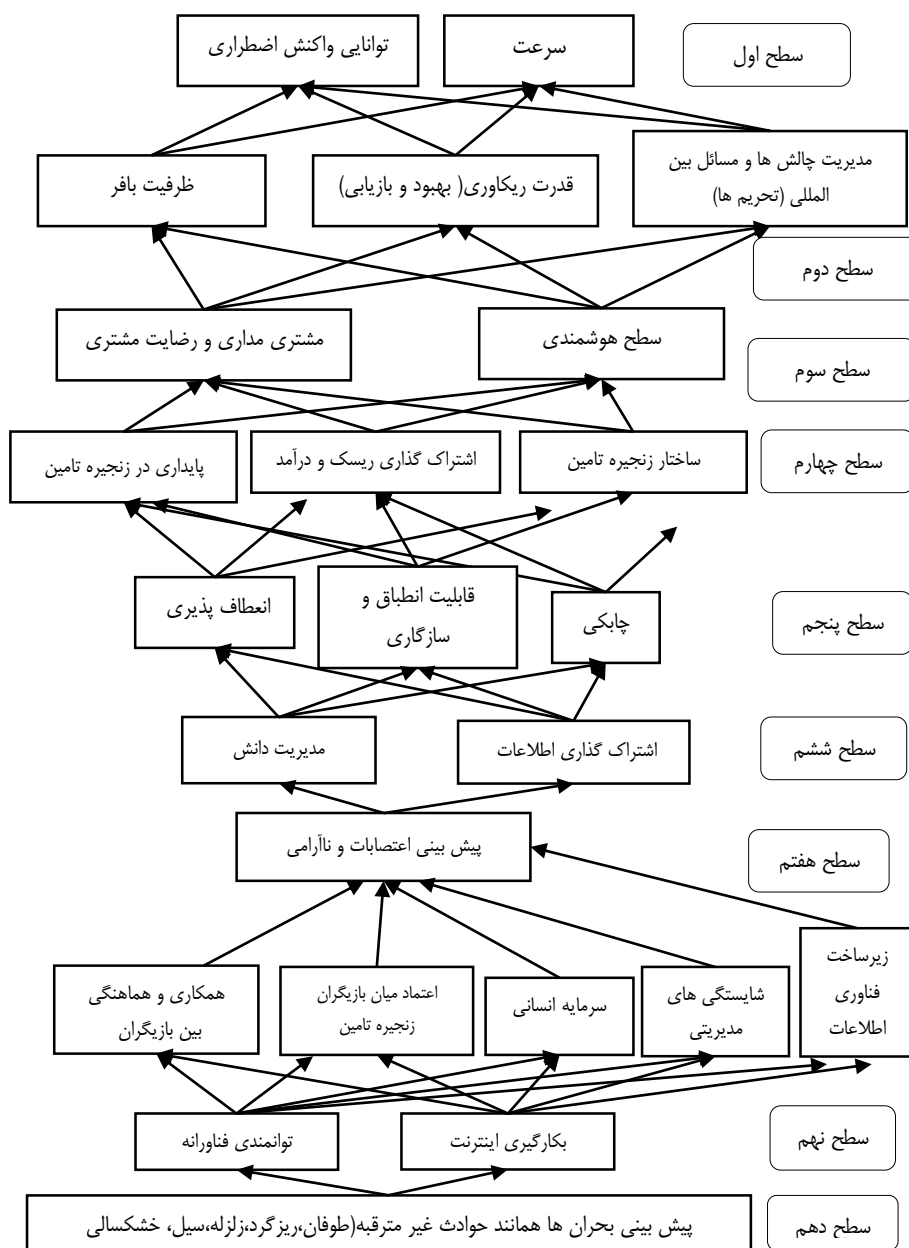 سطح اول
سرعت
توانایی واکنش اضطراری
مدیریت چالش ها و مسائل بین
المللی (تحریم ها)
قدرت ریکاوری( بهبود و بازیابی)
ظرفیت بافر
سطح دوم
سطح هوشمندی
مشتری مداری و رضایت مشتری
سطح سوم
سطح چهارم
ساختار زنجیره تامین
اشتراک گذاری ریسک و درآمد
پایداری در زنجیره تامین
سطح پنجم
چابکی
قابلیت انطباق و
سازگاری
انعطاف پذیری
سطح ششم
اشتراک گذاری اطلاعات
مدیریت دانش
سطح هفتم
پیش بینی اعتصابات و ناآرامی
زیرساخت
فناوری
اطلاعات
شایستگی های
مدیریتی
سرمایه انسانی
اعتماد میان بازیگران
زنجیره تامین
همکاری و هماهنگی
بین بازیگران
سطح نهم
بکارگیری اینترنت
توانمندی فناورانه
سطح دهم
پیش بینی بحران ها همانند حوادث غیر مترقبه(طوفان،ریزگرد،زلزله،سیل، خشکسالی